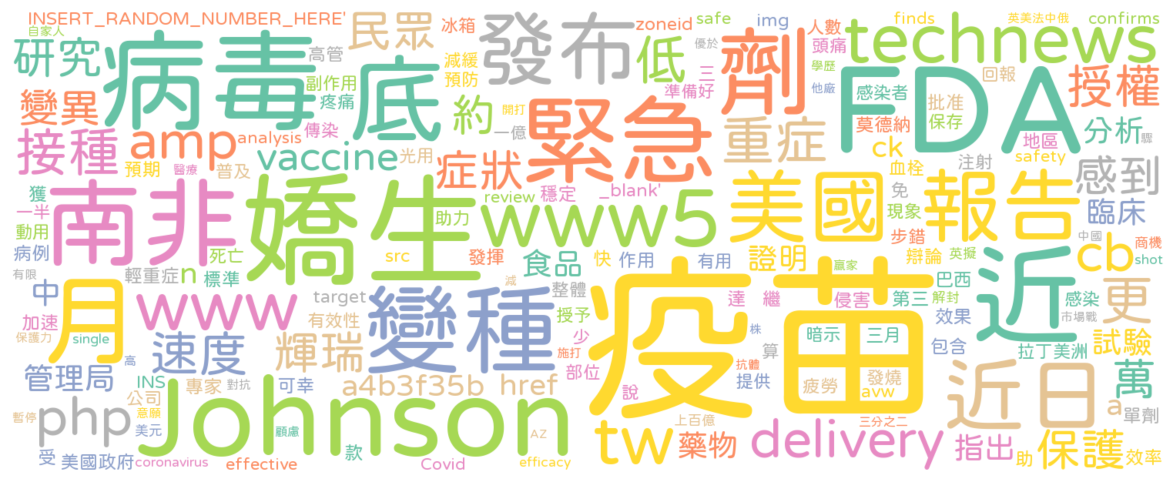 INSERT_RANDOM_NUMBER_HERE'
自家人
研究
病毒
高管
民眾
冰箱
發布
zoneid
低
safe
優於
img
劑
人數
頭痛
finds
學歷
英美法中俄
confirms
technews
變異
副作用
疼痛
底
減緩
預防
約
開打
一億
緊急
三
準備好
他廠
FDA
回報
感染者
批准
保存
莫德納
授權
接種
amp
analysis
傳染
vaccine
光用
症狀
重症
ck
血栓
注射
地區
safety
分析
驟
預期
普及
醫療
獲
一半
動用
病例
南非
嬌生
助力
review
穩定
_blank'
www5
美國
免
現象
步錯
報告
感到
臨床
死亡
src
發揮
食品
快
作用
有用
證明
贏家
辯論
英擬
中國
商機
shot
cb
有限
輕重症
n
標準
中
月
加速
保護力
single
www
target
有效性
變種
整體
減
授予
少
達
繼
侵害
第三
巴西
解封
近
感染
市場戰
更
效果
疫苗
暗示
三月
速度
輝瑞
高
施打
部位
株
算
抗體
提供
包含
拉丁美洲
試驗
管理局
INS
專家
對抗
可幸
a4b3f35b
href
說
疲勞
發燒
avw
近日
萬
php
公司
意願
暫停
美元
Johnson
顧慮
AZ
上百億
三分之二
a
單劑
受
美國政府
coronavirus
effective
款
Covid
efficacy
tw
藥物
delivery
指出
助
保護
效率